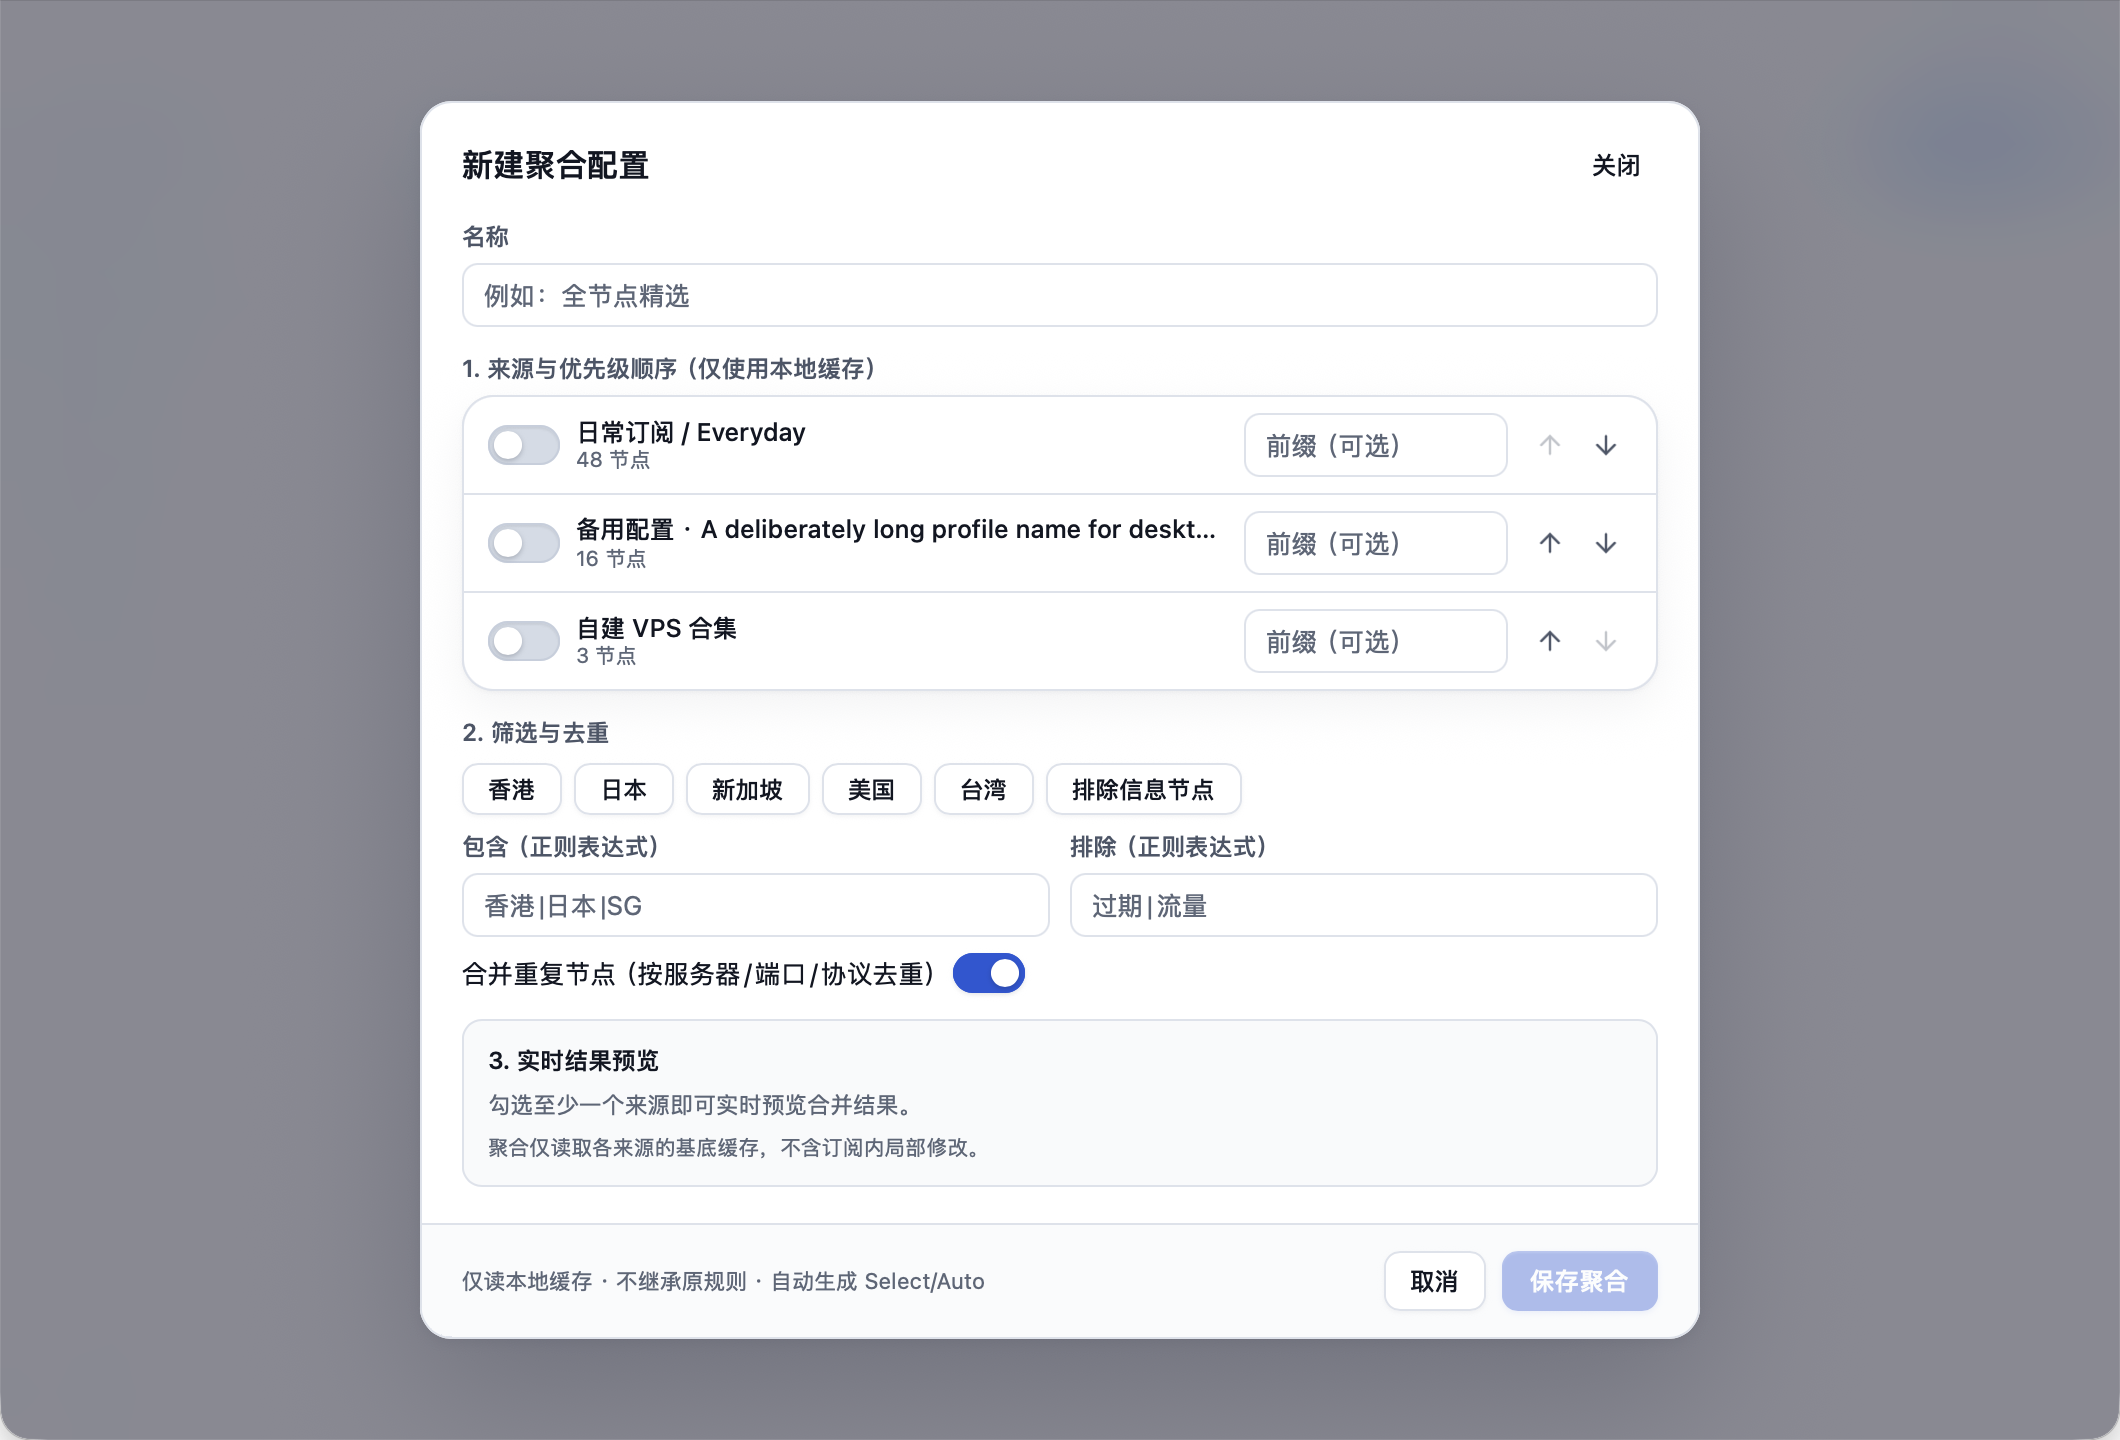 新建聚合配置
关闭
名称
例如：全节点精选
1. 来源与优先级顺序（仅使用本地缓存）
日常订阅 / Everyday
48 节点
前缀（可选）
备用配置 · A deliberately long profile name for deskt...
16 节点
前缀（可选）
自建 VPS 合集
3 节点
前缀（可选）
2. 筛选与去重
香港
日本
新加坡
美国
台湾
排除信息节点
包含（正则表达式）
排除（正则表达式）
香港|日本|SG
过期|流量
合并重复节点（按服务器/端口/协议去重）
3. 实时结果预览
勾选至少一个来源即可实时预览合并结果。
聚合仅读取各来源的基底缓存，不含订阅内局部修改。
仅读本地缓存 · 不继承原规则 · 自动生成 Select/Auto
取消
保存聚合